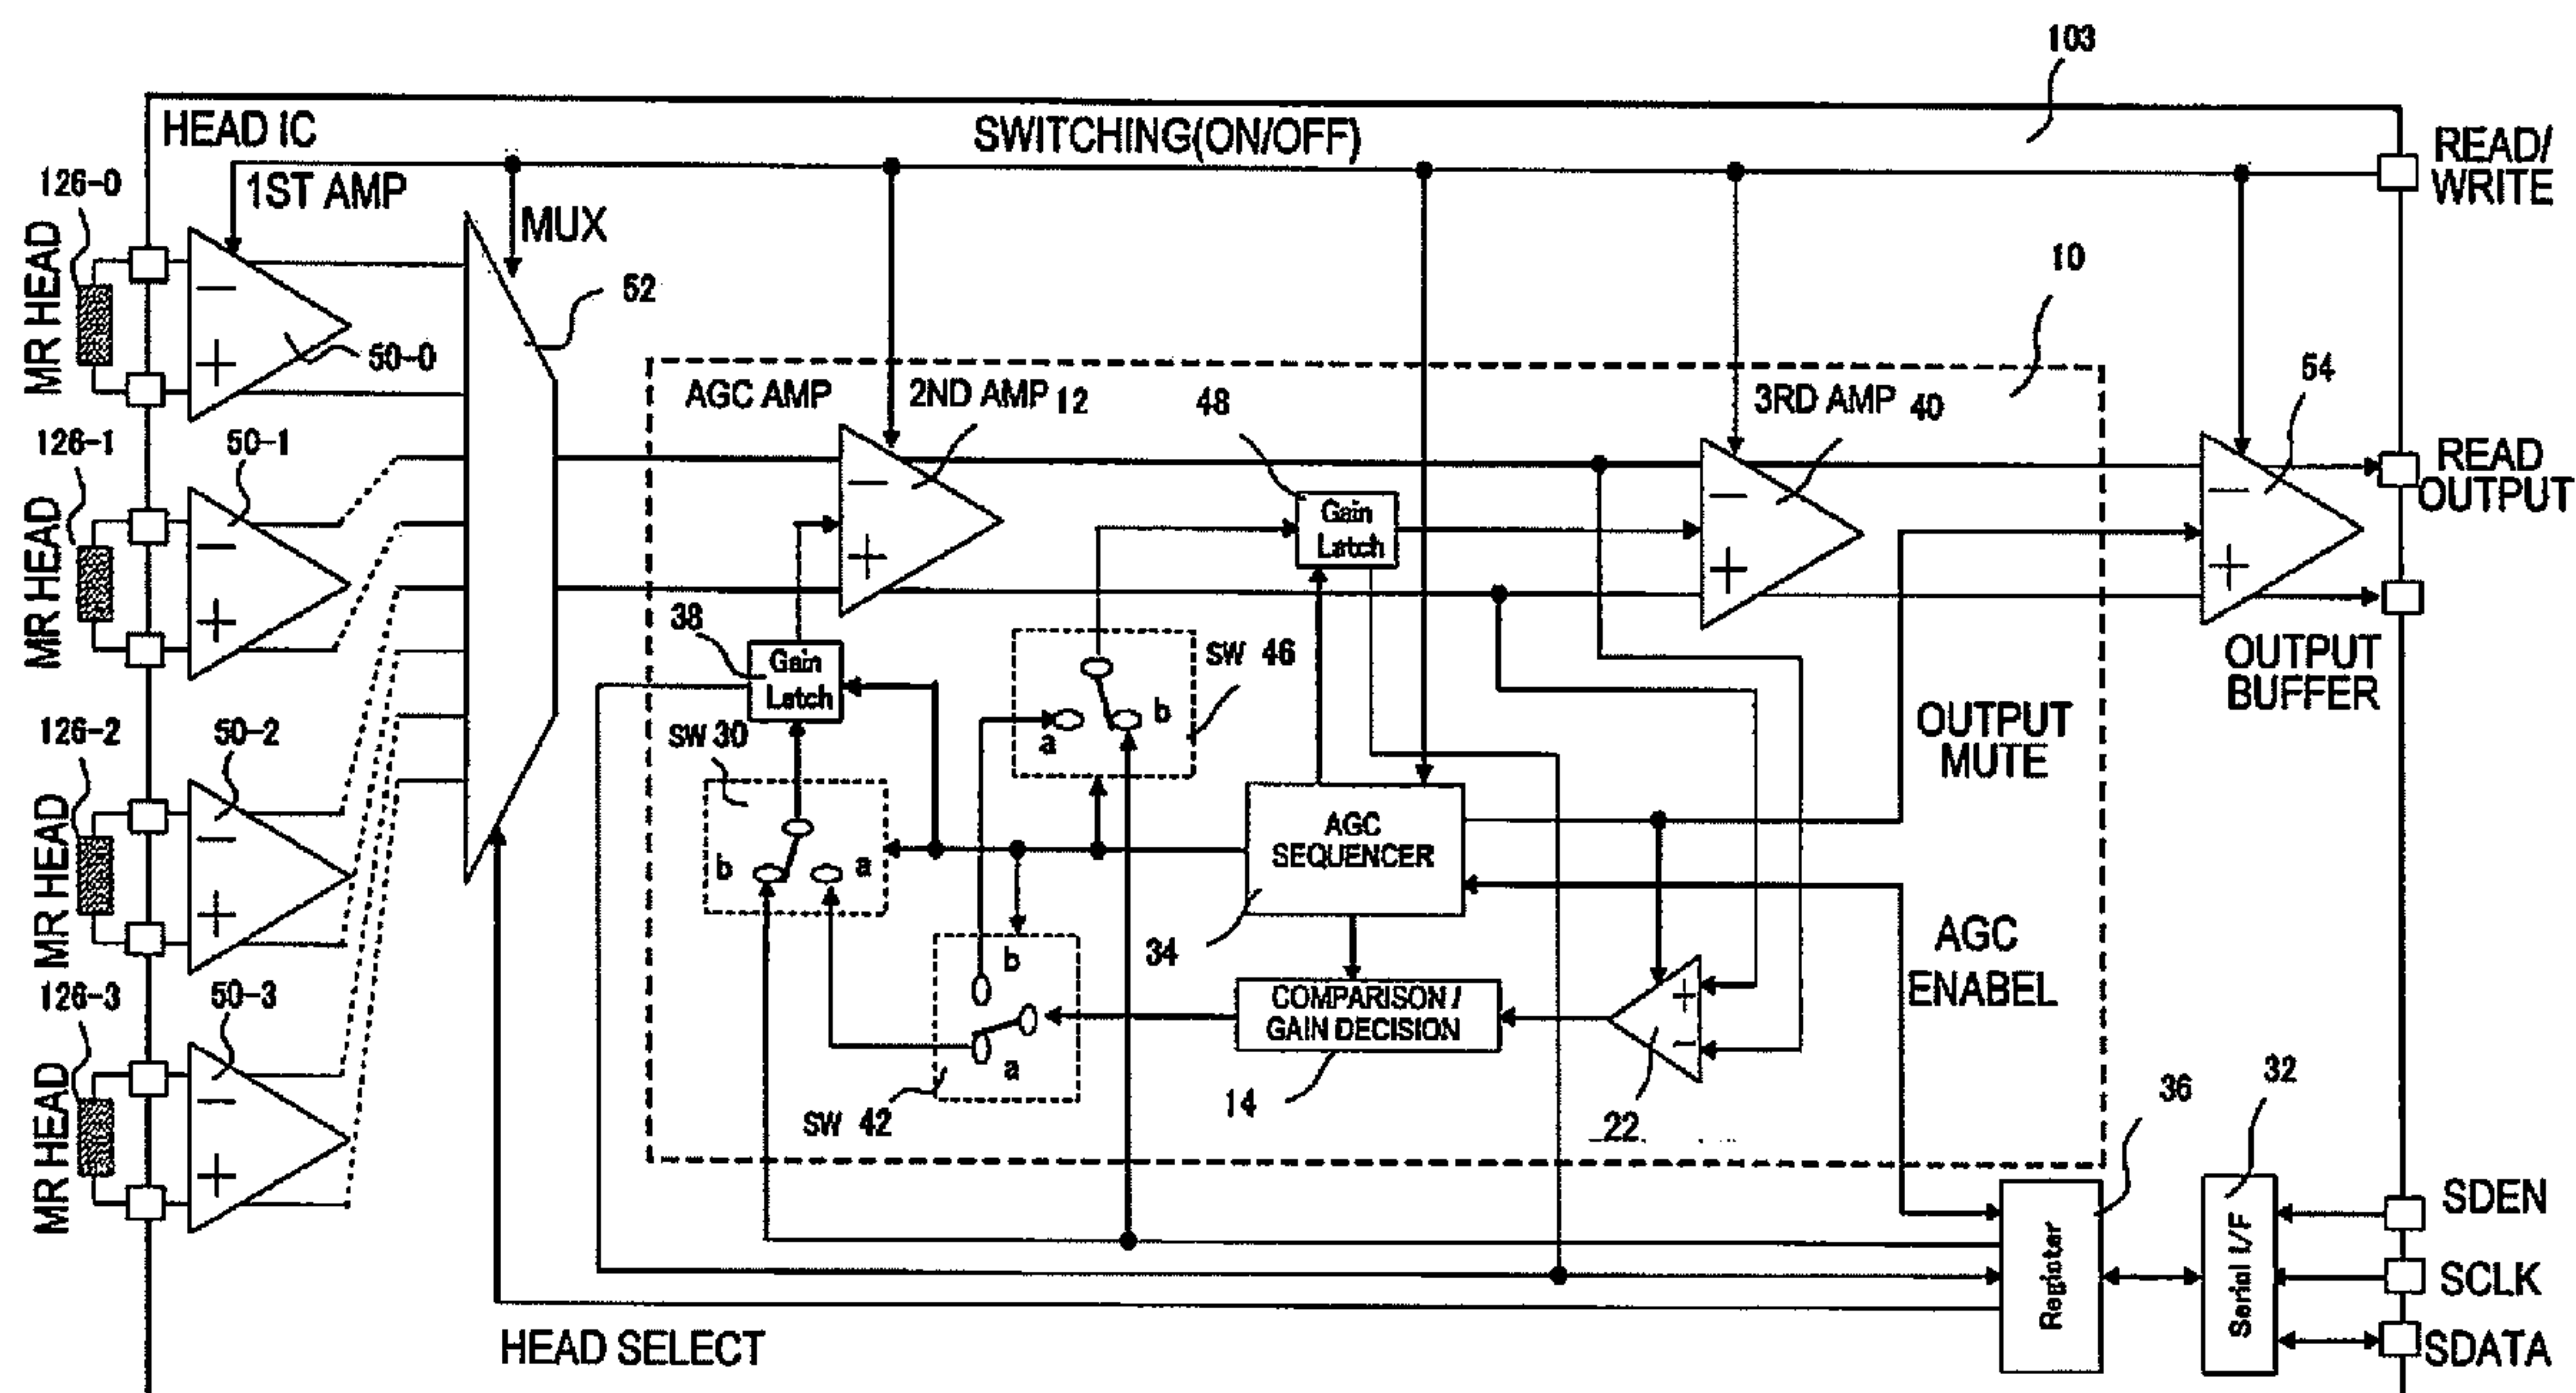 103
HEAD IC
SWITCHING(ON/OFF)
READ/
WRITE
126-0
1ST AMP
MUX
MR HEAD
50-0
52
10
AGC AMP
2ND AMP 12
48
3RD AMP 40
54
126-1
50-1
MR HEAD
Gain
Latch
READ
OUTPUT
38
Gain
Latch
SW 46
a
b
OUTPUT
BUFFER
OUTPUT
MUTE
126-2
50-2
MR HEAD
SW 30
b
a
AGC
SEQUENCER
34
AGC
ENABEL
b
a
SW 42
COMPARISON /
GAIN DECISION
14
22
126-3
50-3
MR HEAD
36
32
Register
Serial I/F
SDEN
SCLK
SDATA
HEAD SELECT